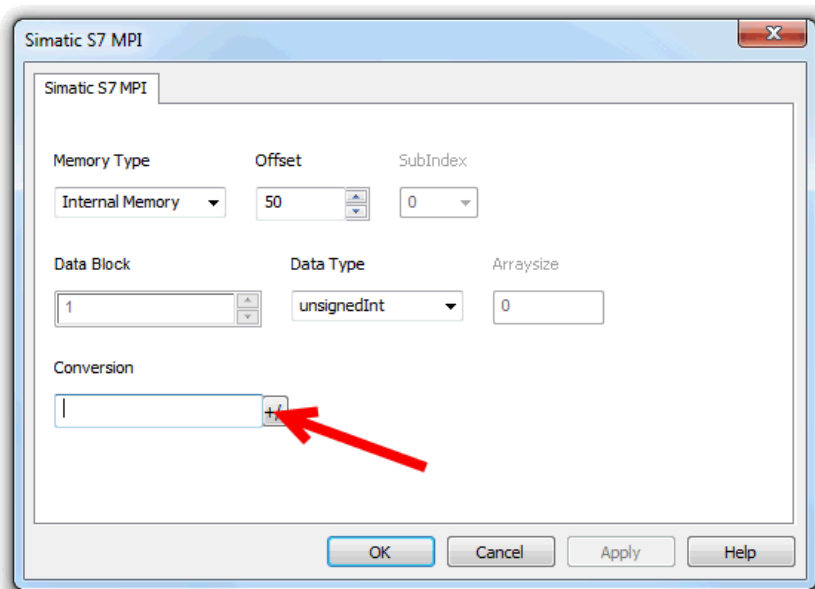 Simatic S7 MPI
Simatic S7 MPI
Memory Type Offset SubIndex
Internal Memory 50 0
Data Block Data Type Arraysize
1 unsignedInt 0
Conversion
+/
OK Cancel Apply Help